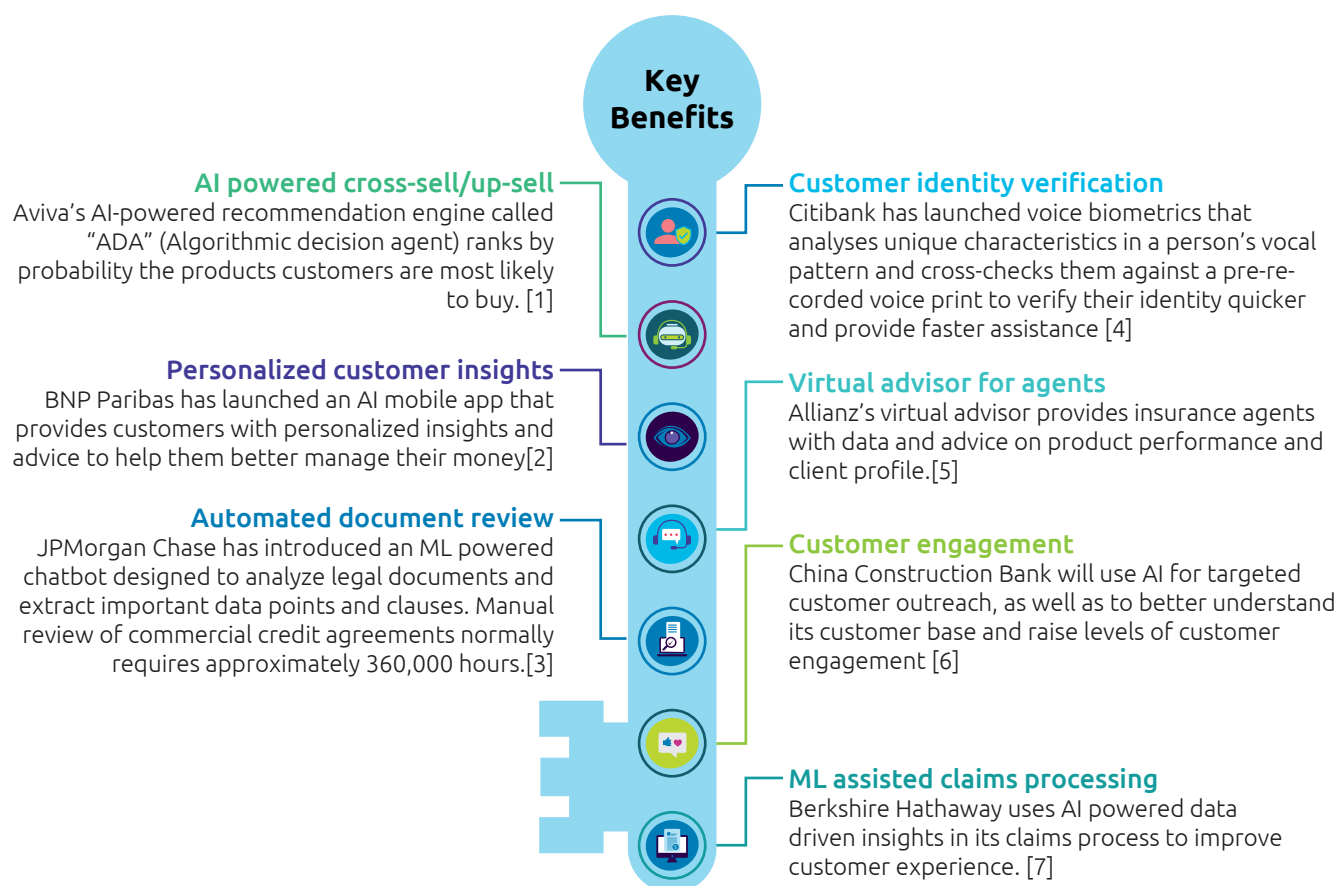 Key
Benefits
AI powered cross-sell/up-sell
Aviva’s AI-powered recommendation engine called
“ADA” (Algorithmic decision agent) ranks by
probability the products customers are most likely
to buy. [1]
Personalized customer insights
BNP Paribas has launched an AI mobile app that
provides customers with personalized insights and
advice to help them better manage their money[2]
Automated document review
JPMorgan Chase has introduced an ML powered
chatbot designed to analyze legal documents and
extract important data points and clauses. Manual
review of commercial credit agreements normally
requires approximately 360,000 hours.[3]
Customer identity verification
Citibank has launched voice biometrics that
analyses unique characteristics in a person’s vocal
pattern and cross-checks them against a pre-re-
corded voice print to verify their identity quicker
and provide faster assistance [4]
Virtual advisor for agents
Allianz’s virtual advisor provides insurance agents
with data and advice on product performance and
client profile.[5]
Customer engagement
China Construction Bank will use AI for targeted
customer outreach, as well as to better understand
its customer base and raise levels of customer
engagement [6]
ML assisted claims processing
Berkshire Hathaway uses AI powered data
driven insights in its claims process to improve
customer experience. [7]